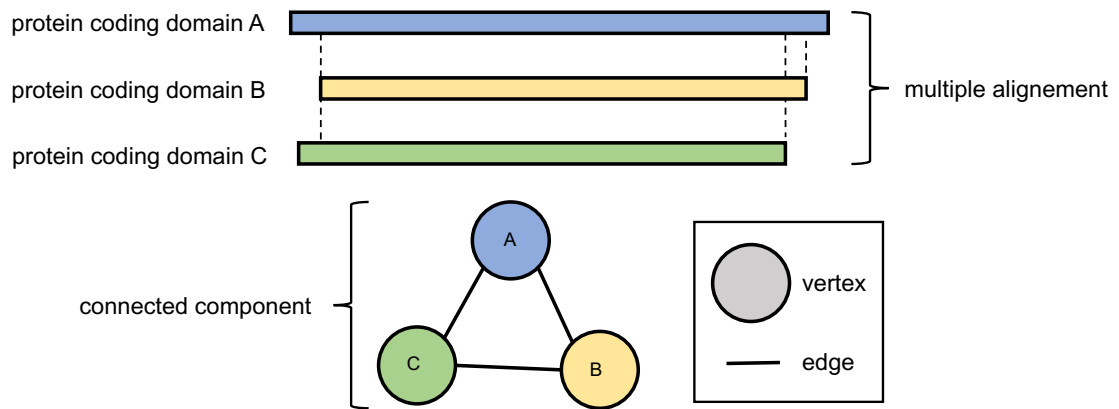 protein coding domain A
protein coding domain B
multiple alignement
protein coding domain C
A
vertex
connected component
C
B
edge